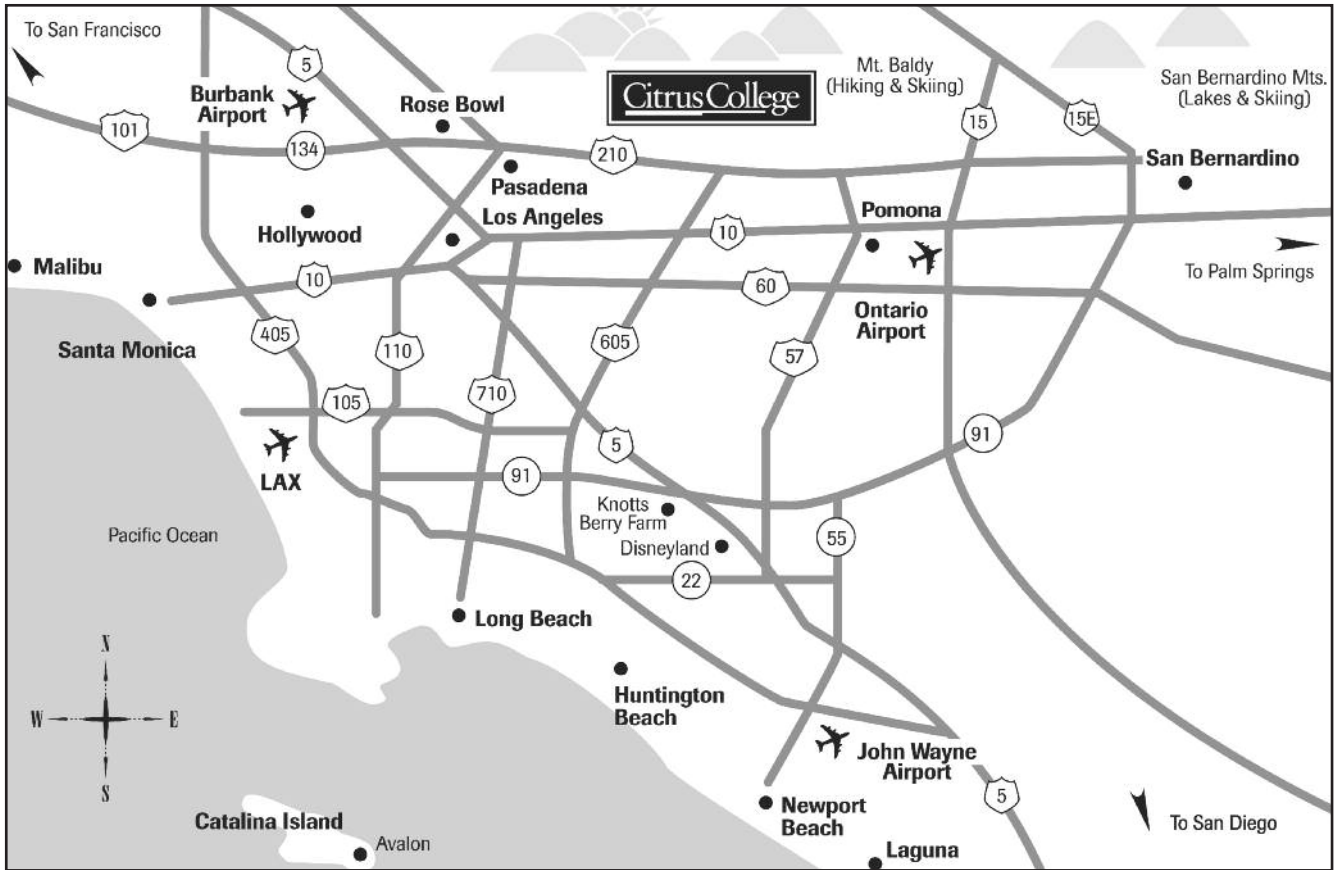 To San Francisco
5
Burbank
Airport
Rose Bowl
Citrus College
Mt. Baldy
(Hiking & Skiing)
San Bernardino Mts.
(Lakes & Skiing)
101
134
210
15
15E
San Bernardino
Pasadena
Los Angeles
Hollywood
Pomona
10
Malibu
10
60
To Palm Springs
Ontario
Airport
Santa Monica
405
110
605
57
710
105
5
91
LAX
91
Knotts
Berry Farm
Disneyland
55
22
Pacific Ocean
Long Beach
N
W
E
S
Huntington
Beach
John Wayne
Airport
5
Newport
Beach
To San Diego
Catalina Island
Avalon
Laguna